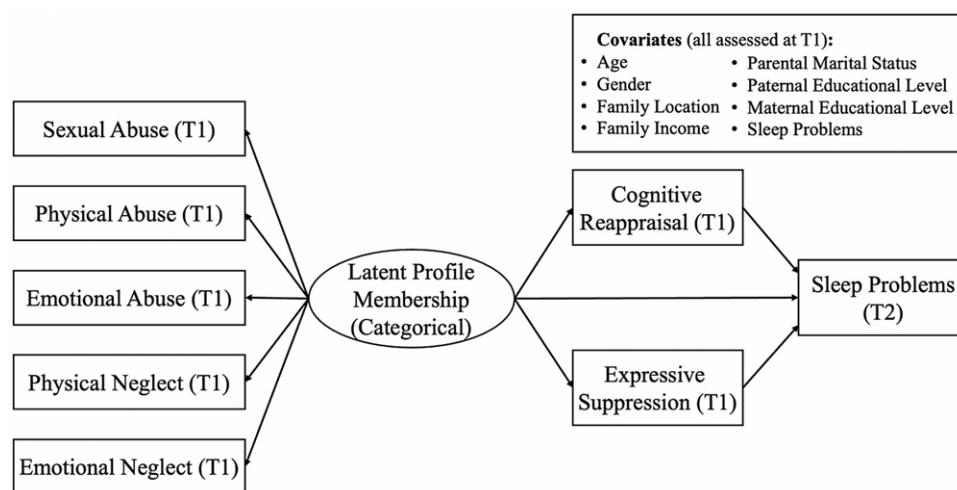 Covariates (all assessed at T1):
• Age
• Gender
• Family Location
• Family Income
• Parental Marital Status
• Paternal Educational Level
• Maternal Educational Level
• Sleep Problems
Sexual Abuse (T1)
Physical Abuse (T1)
Emotional Abuse (T1)
Physical Neglect (T1)
Emotional Neglect (T1)
Latent Profile
Membership
(Categorical)
Cognitive
Reappraisal (T1)
Expressive
Suppression (T1)
Sleep Problems
(T2)